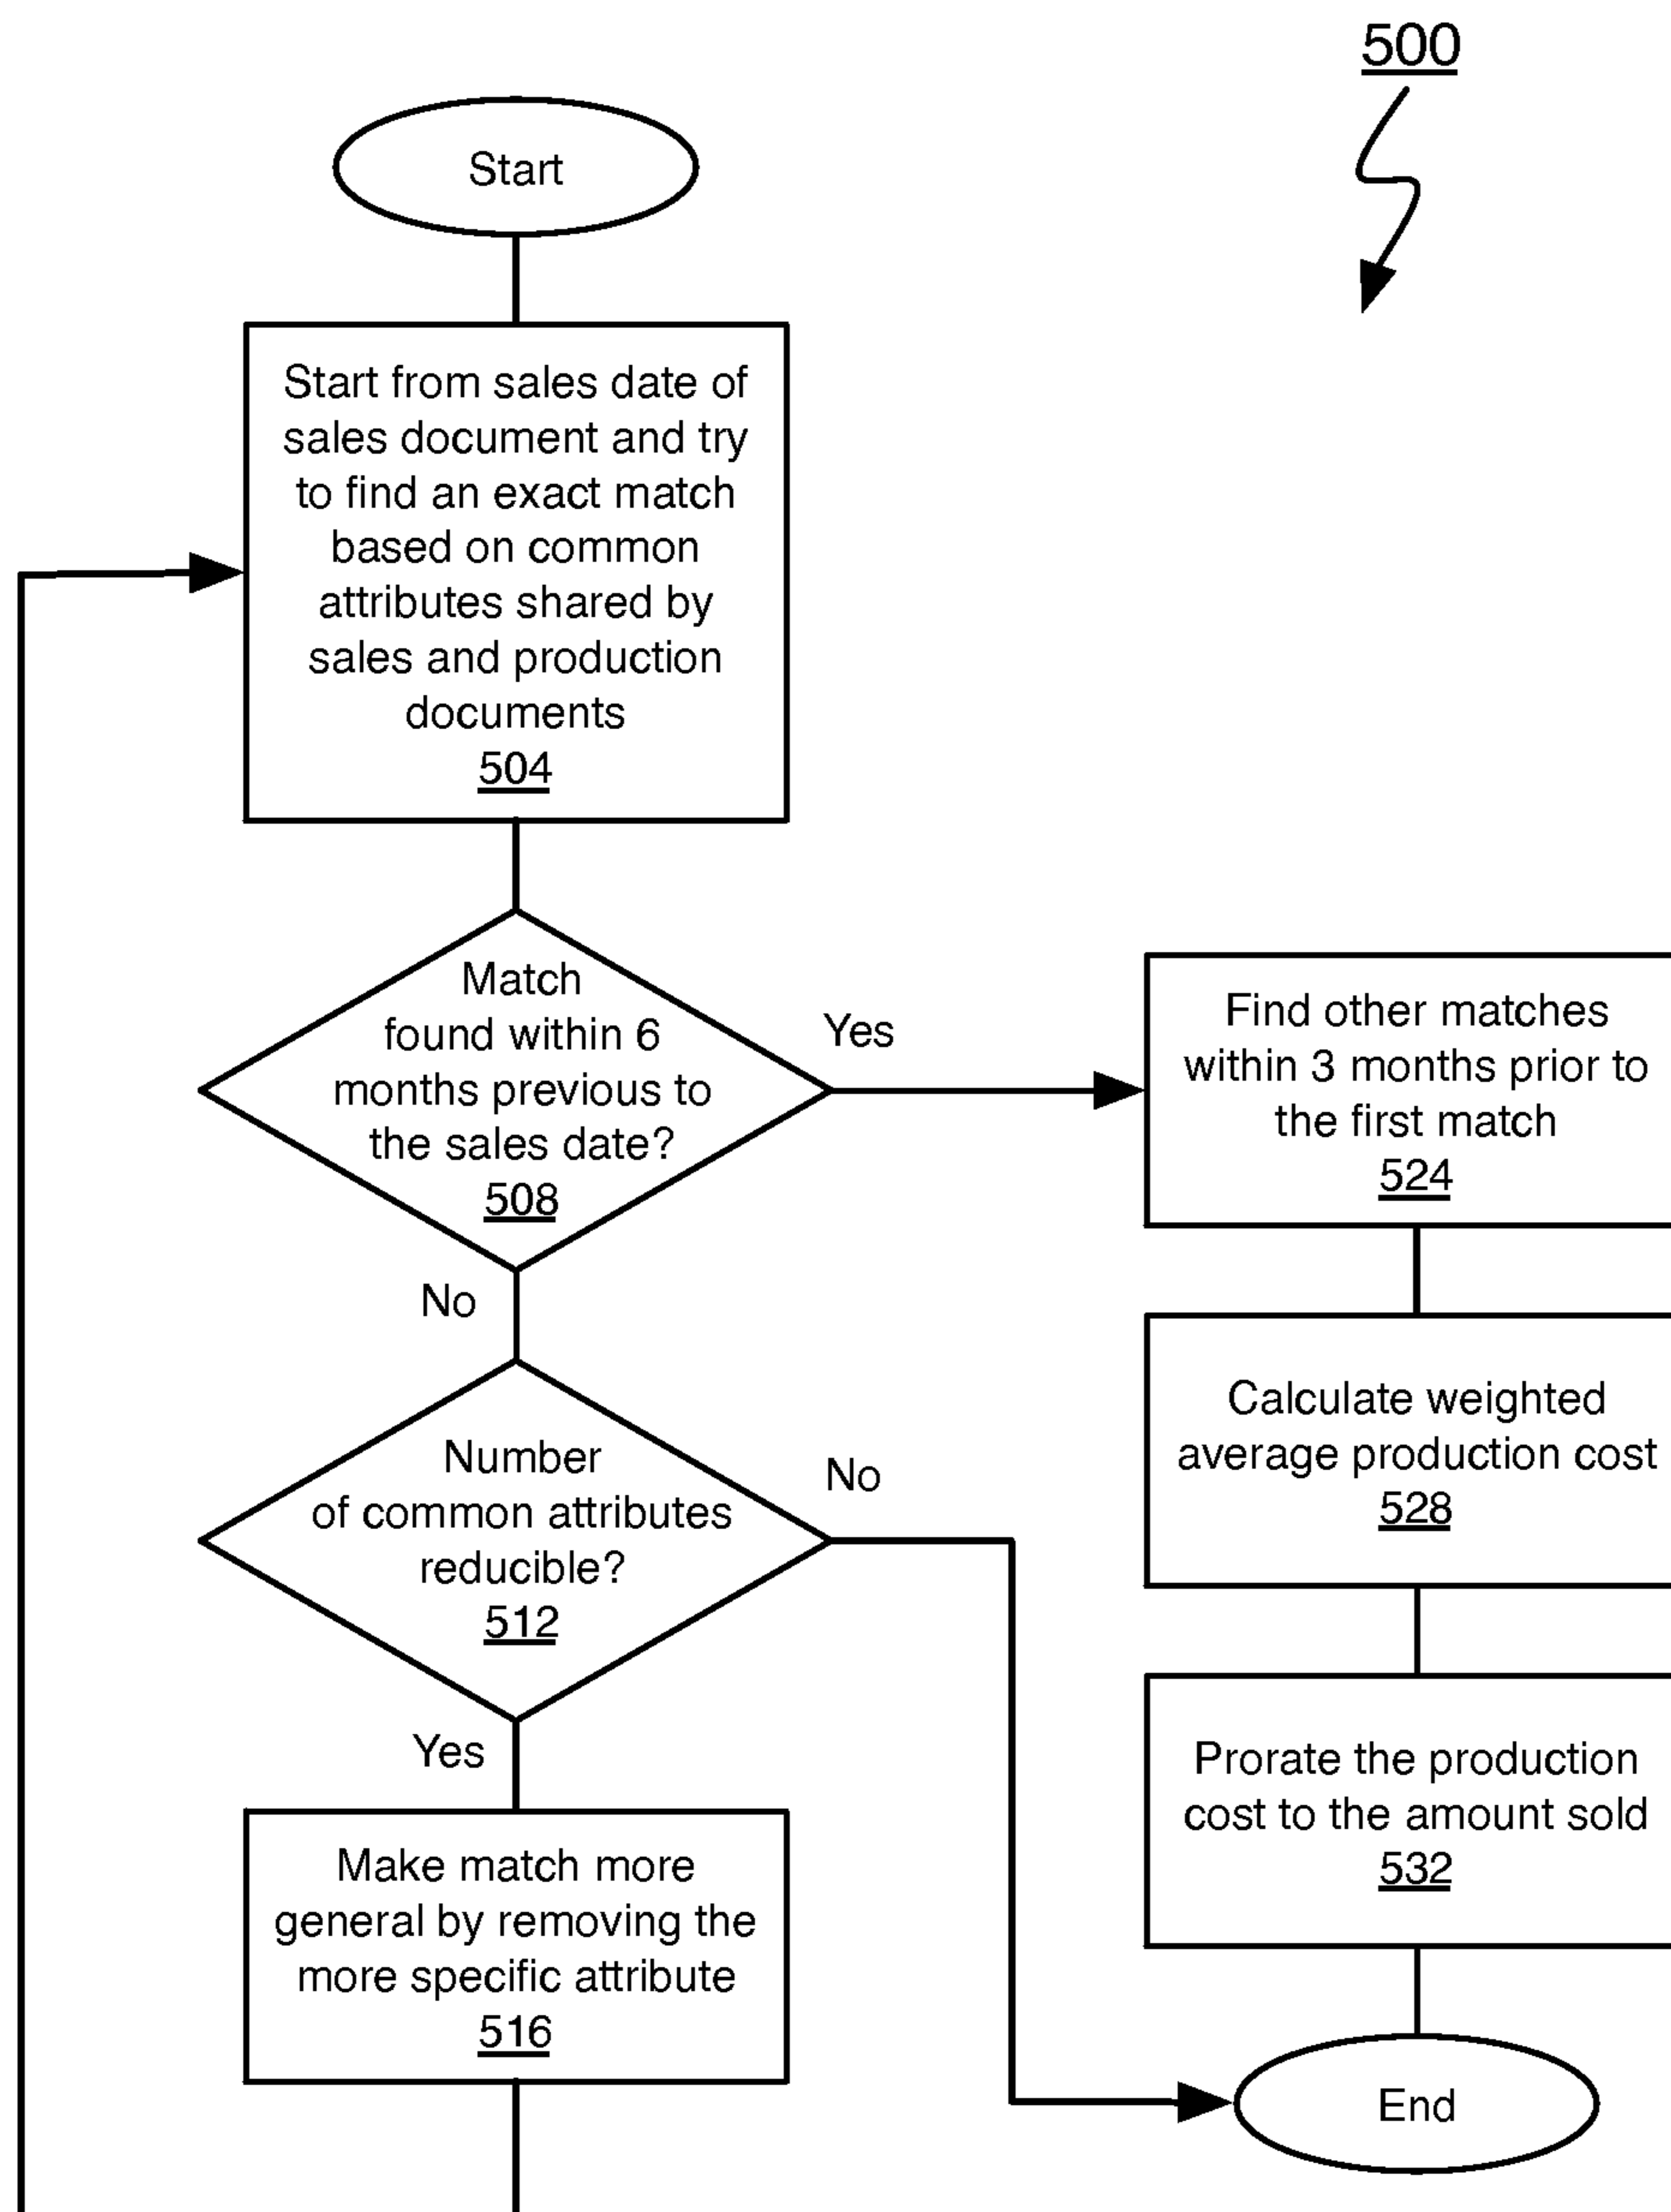 500
Start
Start from sales date of
sales document and try
to find an exact match
based on common
attributes shared by
sales and production
documents
504
Match
found within 6
months previous to
the sales date?
508
Yes
No
Find other matches
within 3 months prior to
the first match
524
Calculate weighted
average production cost
528
Number
of common attributes
reducible?
512
No
Yes
Prorate the production
cost to the amount sold
532
Make match more
general by removing the
more specific attribute
516
End